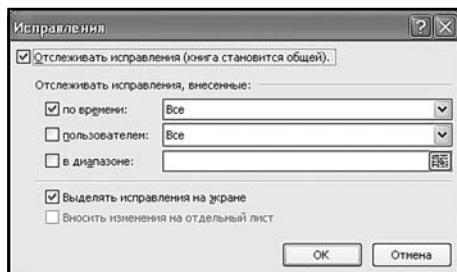 Исправления
Отслеживать исправления (книга становится общей).
Отслеживать исправления, внесенные:
по времени: Все
пользователем: Все
в диапазоне:
Выделять исправления на экране
Вносить изменения на отдельный лист
ОК Отмена